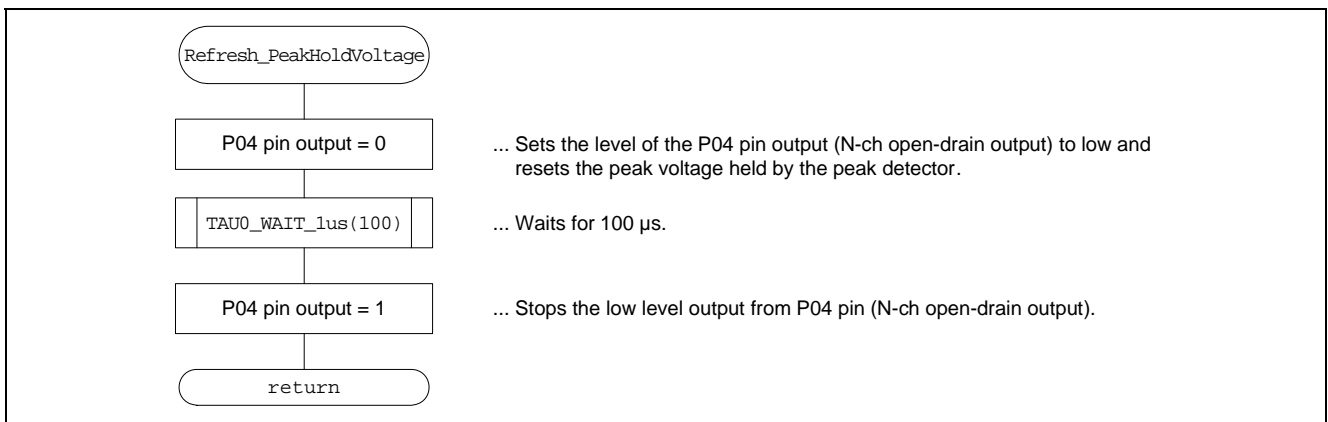 Refresh_PeakHoldVoltage
P04 pin output = 0
... Sets the level of the P04 pin output (N-ch open-drain output) to low and
resets the peak voltage held by the peak detector.
TAU0_WAIT_1us(100)
... Waits for 100 µs.
P04 pin output = 1
... Stops the low level output from P04 pin (N-ch open-drain output).
return